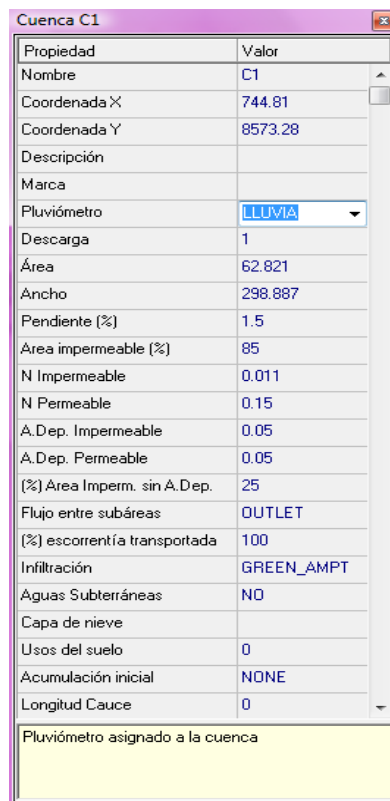 Cuenca C1
Propiedad Valor
Nombre C1
Coordenada X 744.81
Coordenada Y 8573.28
Descripción
Marca
Pluviómetro LLUVIA
Descarga 1
Área 62.821
Ancho 298.887
Pendiente (%) 1.5
Area impermeable (%) 85
N Impermeable 0.011
N Permeable 0.15
A.Dep. Impermeable 0.05
A.Dep. Permeable 0.05
(%) Area Imperm. sin A.Dep. 25
Flujo entre subáreas OUTLET
(%) escorrentía transportada 100
Infiltración GREEN_AMPT
Aguas Subterráneas NO
Capa de nieve
Usos del suelo 0
Acumulación inicial NONE
Longitud Cauce 0
Pluviómetro asignado a la cuenca